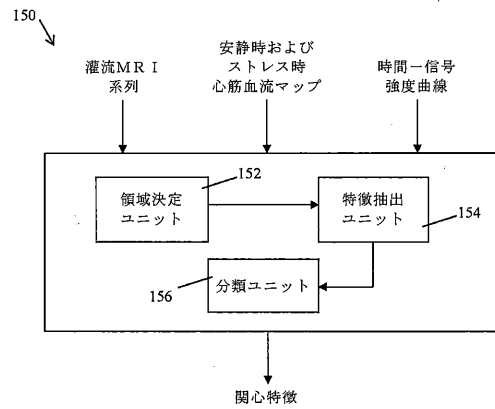 150
灌流ＭＲＩ
系列
安静時および
ストレス時
心筋血流マップ
時間－信号
強度曲線
領域決定
ユニット
152
特徴抽出
ユニット
154
156
分類ユニット
関心特徴